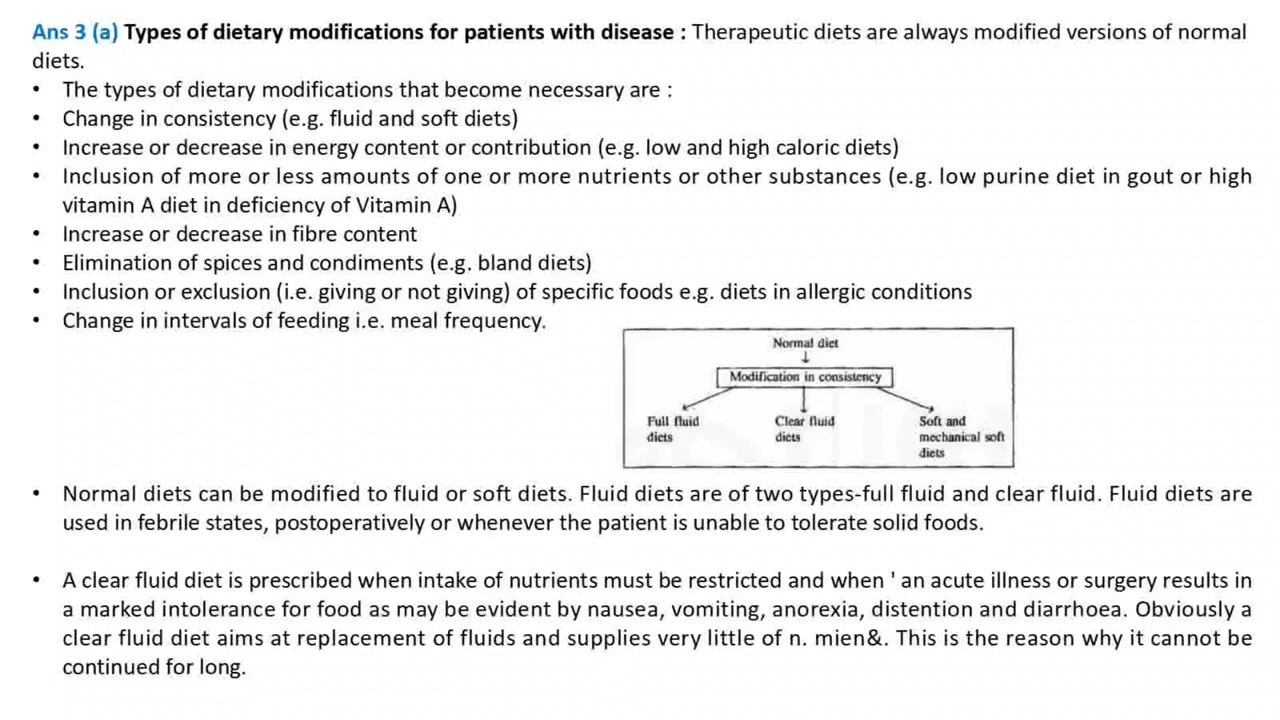 Ans 3 (a) Types of dietary modifications for patients with disease : Therapeutic diets are always modified versions of normal
diets.
• The types of dietary modifications that become necessary are :
• Change in consistency (e.g. fluid and soft diets)
• Increase or decrease in energy content or contribution (e.g. low and high caloric diets)
• Inclusion of more or less amounts of one or more nutrients or other substances (e.g. low purine diet in gout or high
vitamin A diet in deficiency of Vitamin A)
• Increase or decrease in fibre content
• Elimination of spices and condiments (e.g. bland diets)
• Inclusion or exclusion (i.e. giving or not giving) of specific foods e.g. diets in allergic conditions
• Change in intervals of feeding i.e. meal frequency.
Normal diet
Modification in consistency
Full fluid
diets
Clear fluid
diets
Soft and
mechanical soft
diets
• Normal diets can be modified to fluid or soft diets. Fluid diets are of two types-full fluid and clear fluid. Fluid diets are
used in febrile states, postoperatively or whenever the patient is unable to tolerate solid foods.
• A clear fluid diet is prescribed when intake of nutrients must be restricted and when ' an acute illness or surgery results in
a marked intolerance for food as may be evident by nausea, vomiting, anorexia, distention and diarrhoea. Obviously a
clear fluid diet aims at replacement of fluids and supplies very little of n. mien&. This is the reason why it cannot be
continued for long.